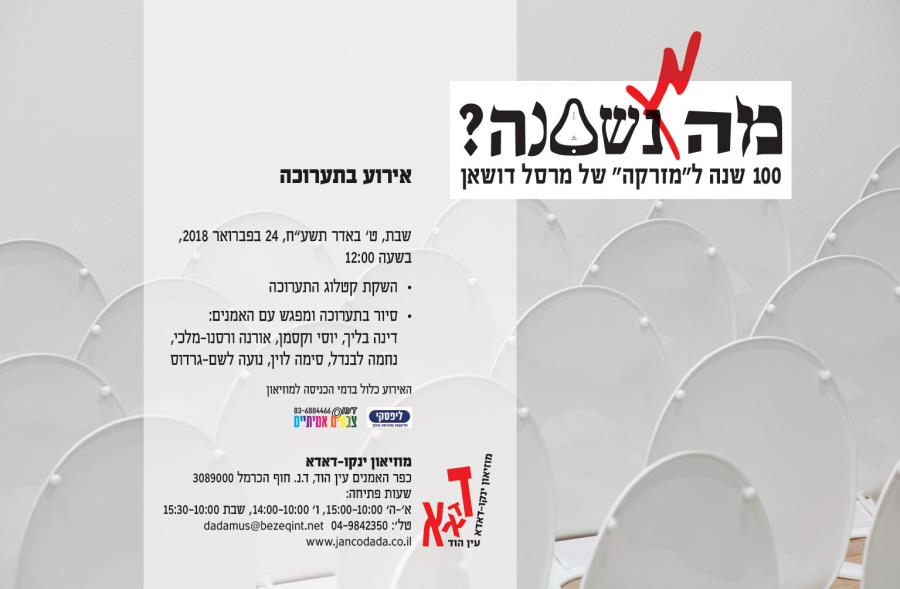 מ
מה נשתנה?
100 שנה ל"מזרקה" של מרסל דושאן
אירוע בתערוכה
שבת, ט' באדר תשע"ח, 24 בפברואר 2018,
בשעה 12:00
• השקת קטלוג התערוכה
• סיור בתערוכה ומפגש עם האמנים:
דינה בליך, יוסי וקסמן, אורנה ורסנו-מלכי,
נחמה לבנדל, סימה לוין, נועה לשם-גרדוס
האירוע כלול בדמי הכניסה למוזיאון
ליפסקי
03-6884466
צבעים אמיתיים
מוזיאון ינקו-דאדא
כפר האמנים עין הוד, ד.נ. חוף הכרמל 3089000
שעות פתיחה:
א'-ה' 15:00-10:00, ו' 14:00-10:00, שבת 15:30-10:00
טל': 04-9842350 dadamus@bezeqint.net
www.jancodada.co.il
מוזיאון ינקו-דאדא
דאדא
עין הוד